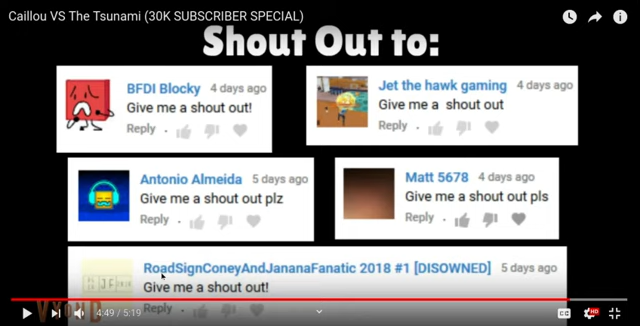 Caillou VS The Tsunami (30K SUBSCRIBER SPECIAL)
Shout Out to:
BFDI Blocky 4 days ago
Give me a shout out!
Reply
Jet the hawk gaming 4 days ago
Give me a shout out
Reply
Antonio Almeida 5 days ago
Give me a shout out plz
Reply
Matt 5678 4 days ago
Give me a shout out pls
Reply
RoadSignConeyAndJananaFanatic 2018 #1 [DISOWNED] 5 days ago
Give me a shout out!
Reply
4:49 / 5:19
CC
HD